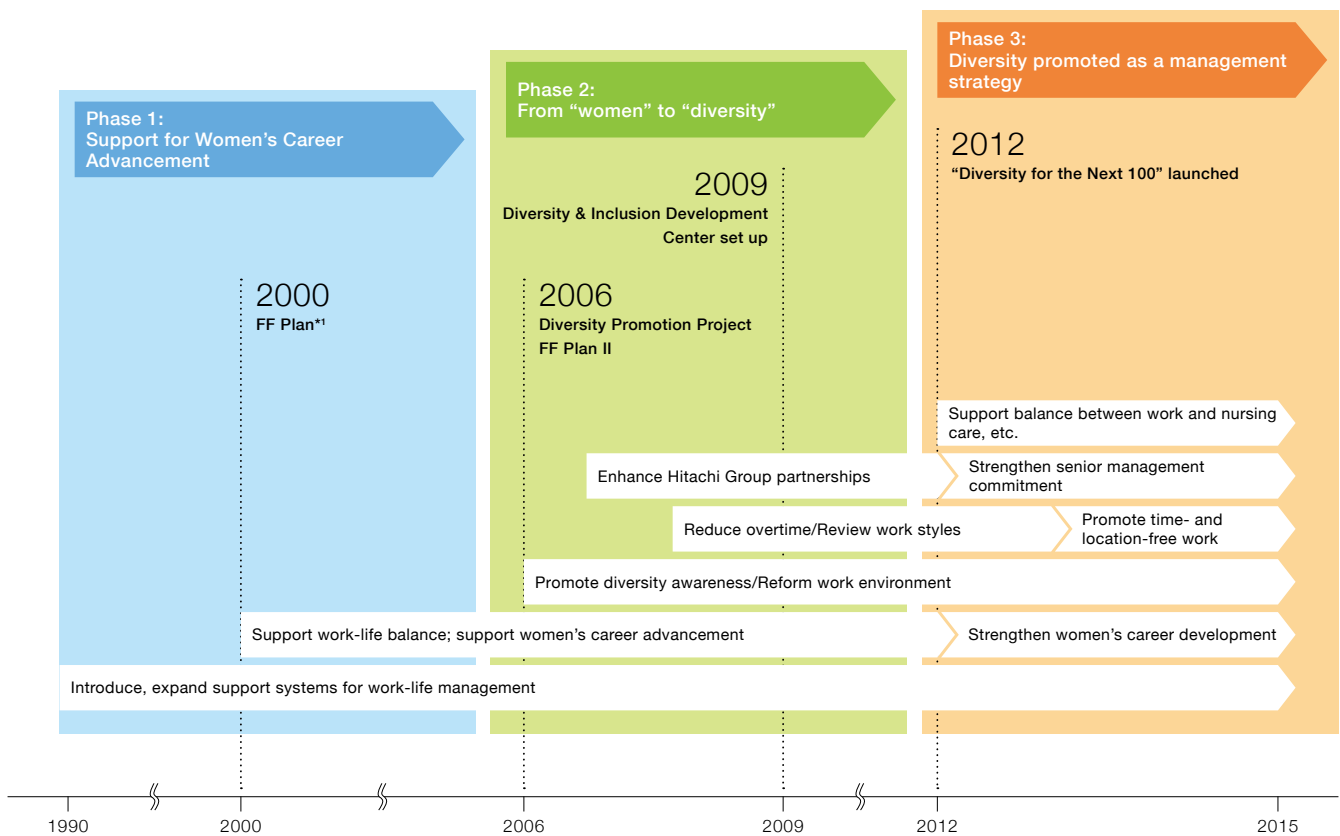 Phase 1:
Support for Women's Career
Advancement
2000
FF Plan*1
Phase 2:
From “women” to “diversity”
2009
Diversity & Inclusion Development
Center set up
2006
Diversity Promotion Project
FF Plan II
Phase 3:
Diversity promoted as a management
strategy
2012
“Diversity for the Next 100” launched
Support balance between work and nursing
care, etc.
Enhance Hitachi Group partnerships
Strengthen senior management
commitment
Reduce overtime/Review work styles
Promote time- and
location-free work
Promote diversity awareness/Reform work environment
Support work-life balance; support women's career advancement
Strengthen women's career development
Introduce, expand support systems for work-life management
1990
2000
2006
2009
2012
2015